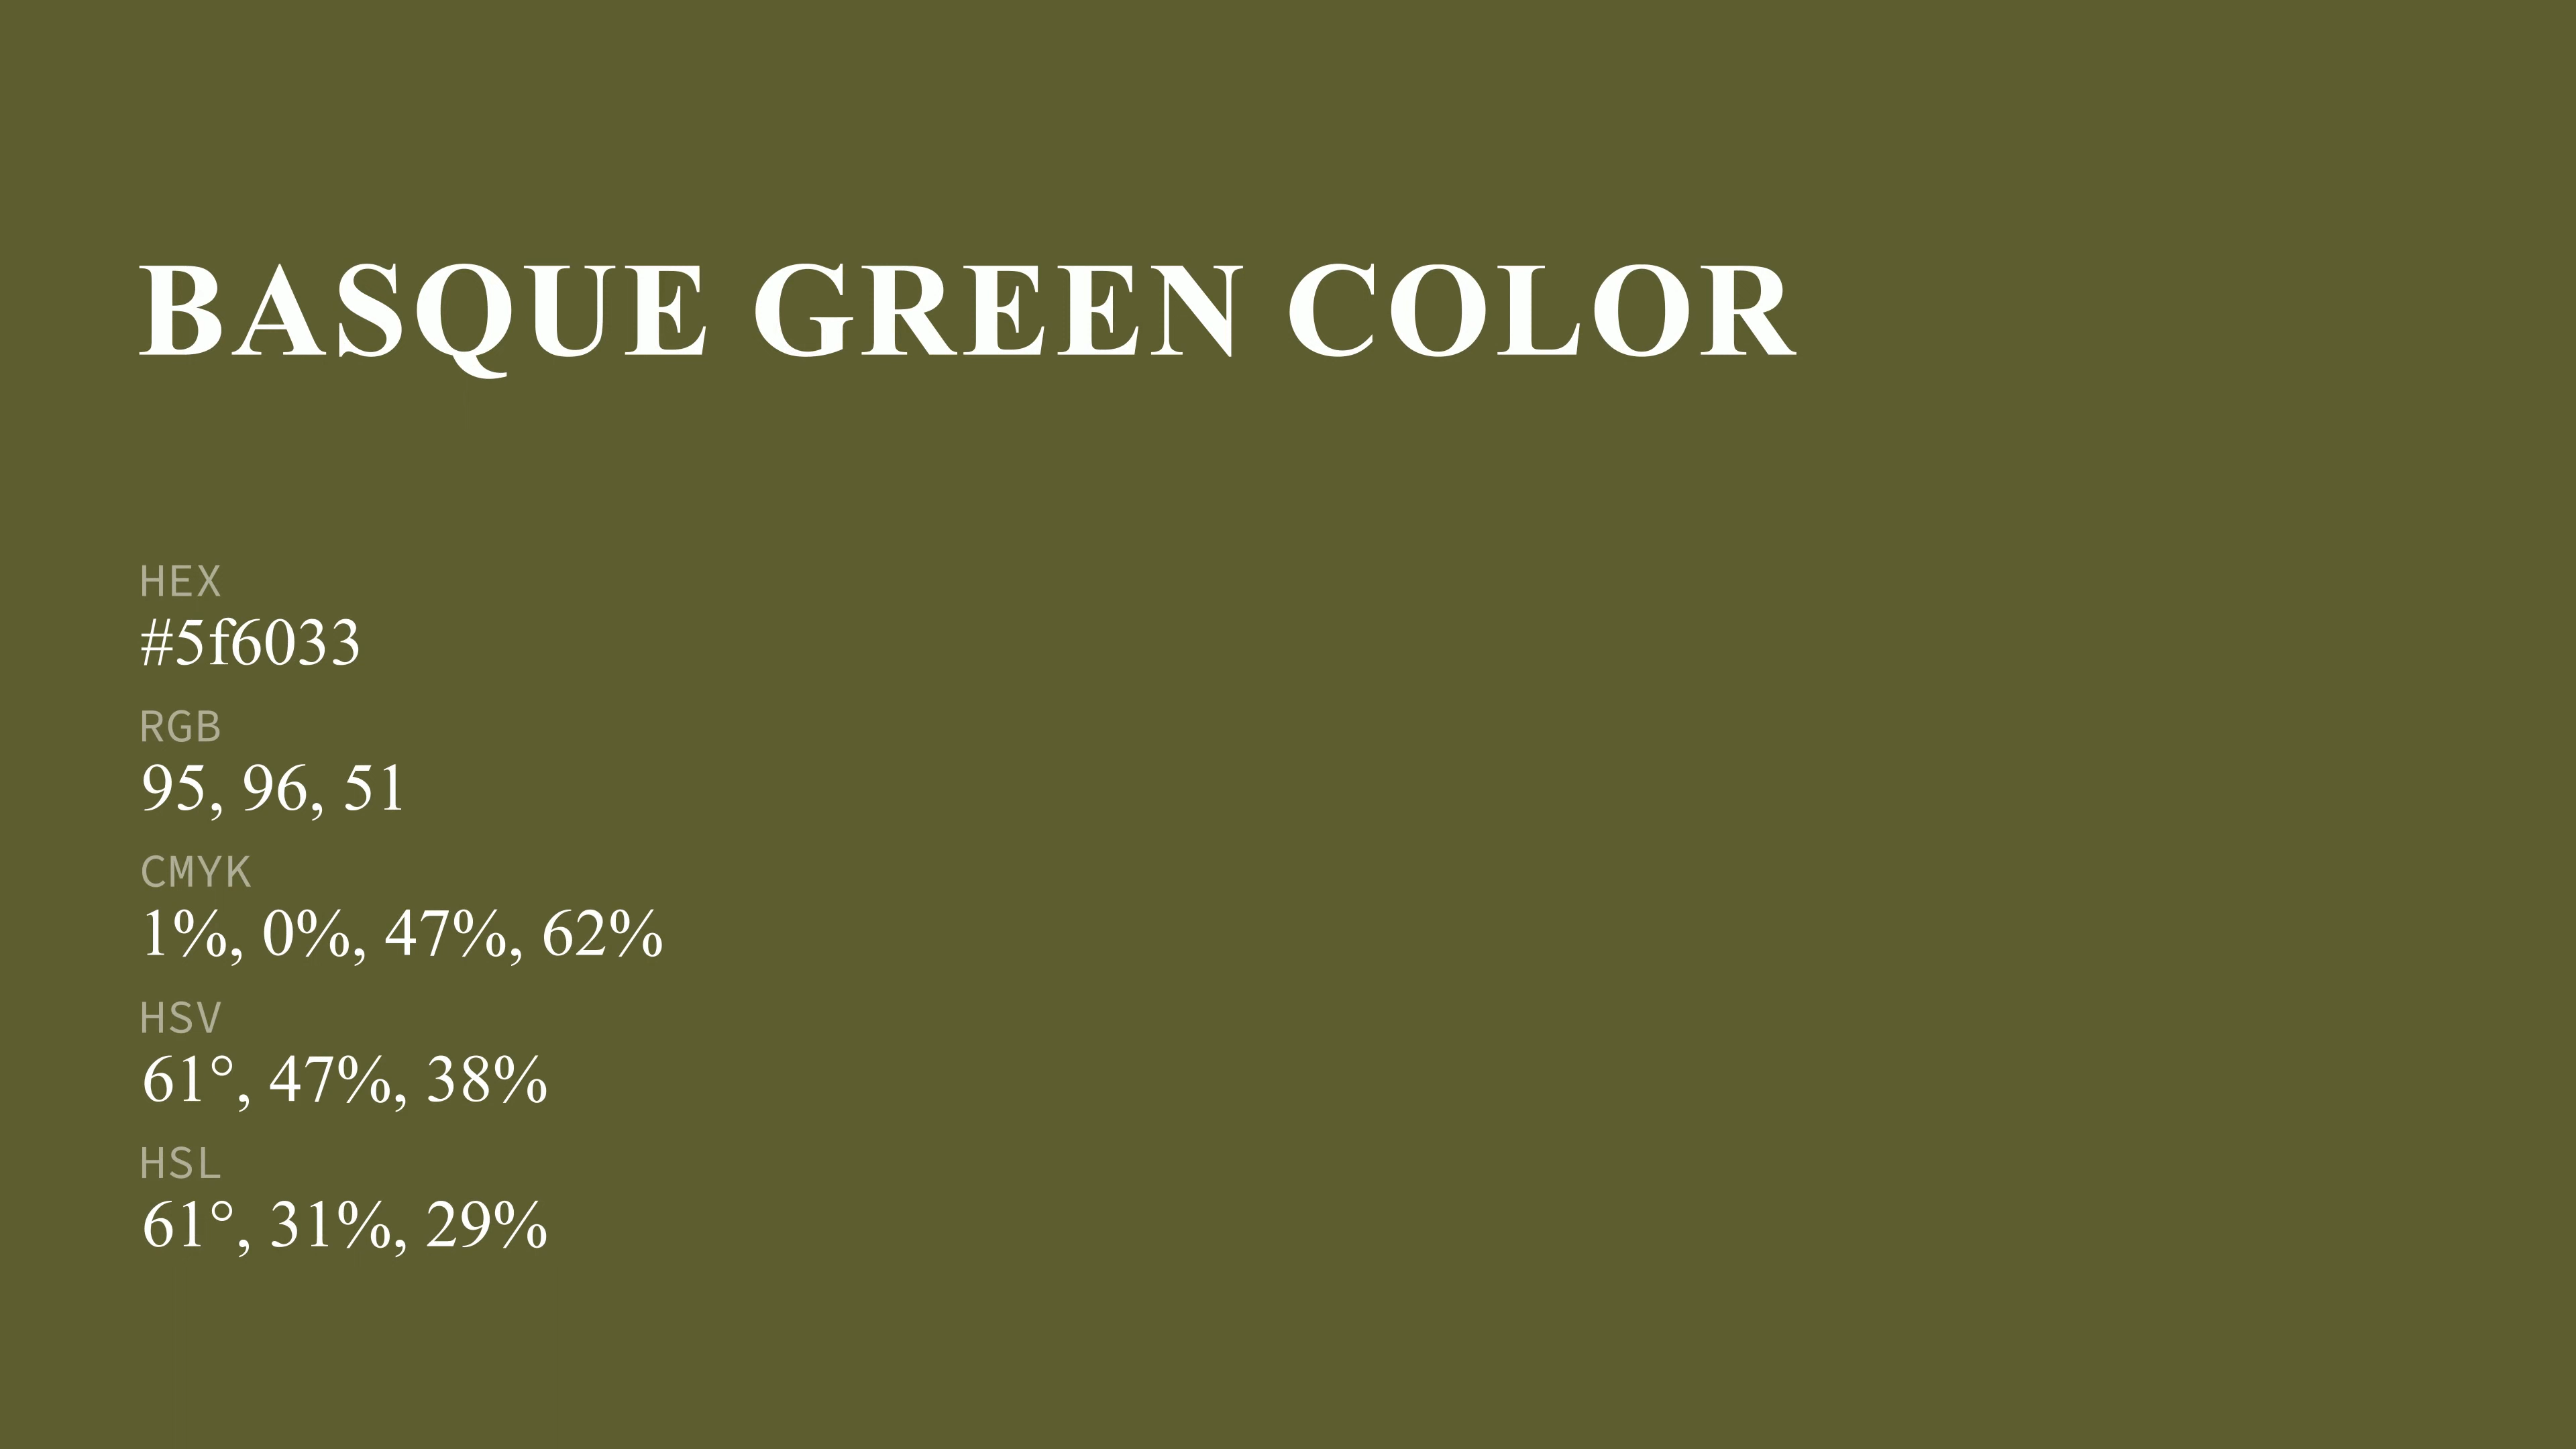 BASQUE GREEN COLOR
HEX
#5f6033
RGB
95, 96, 51
CMYK
1%, 0%, 47%, 62%
HSV
61°, 47%, 38%
HSL
61°, 31%, 29%